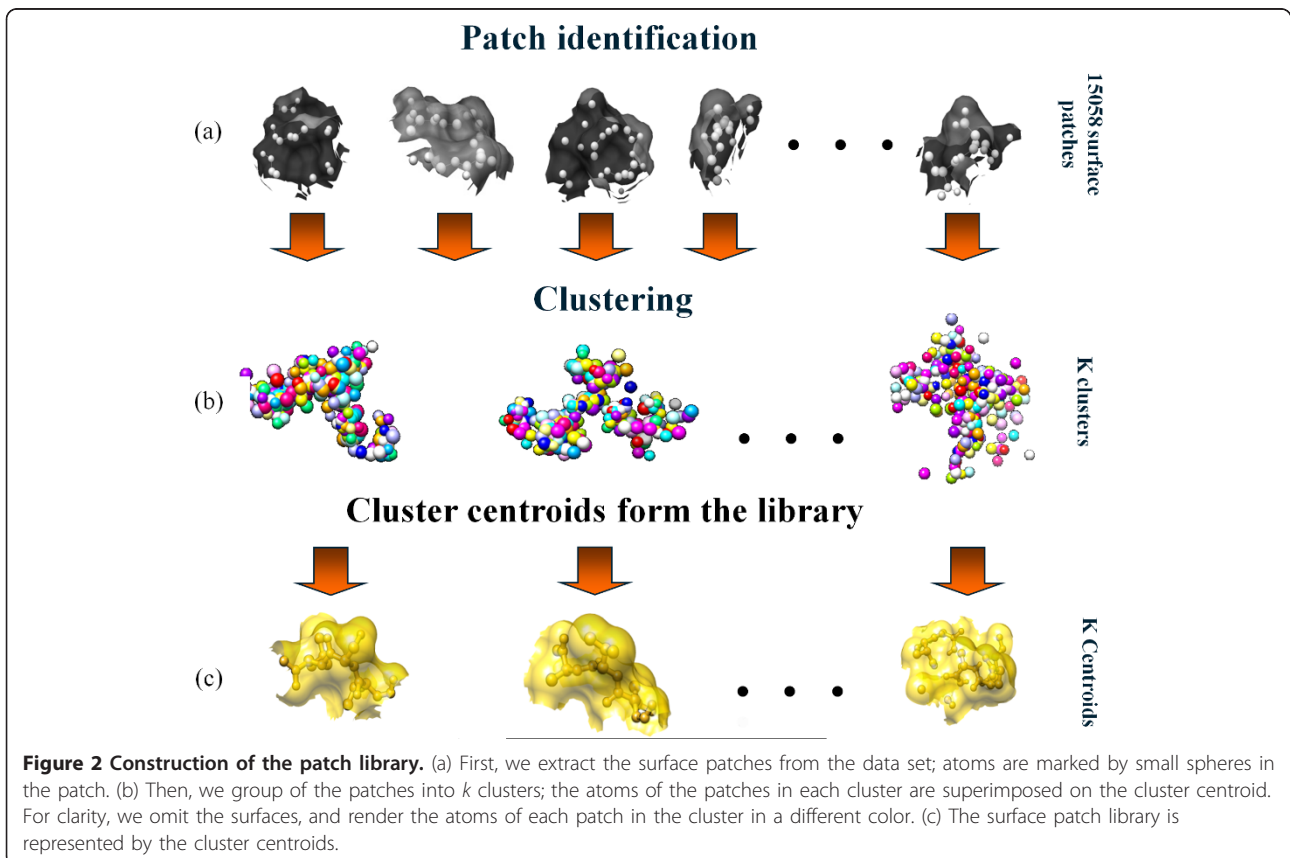 Patch identification
(a)
15058 surface
patches
Clustering
(b)
K clusters
Cluster centroids form the library
(c)
K Centroids
Figure 2 Construction of the patch library. (a) First, we extract the surface patches from the data set; atoms are marked by small spheres in
the patch. (b) Then, we group of the patches into k clusters; the atoms of the patches in each cluster are superimposed on the cluster centroid.
For clarity, we omit the surfaces, and render the atoms of each patch in the cluster in a different color. (c) The surface patch library is
represented by the cluster centroids.